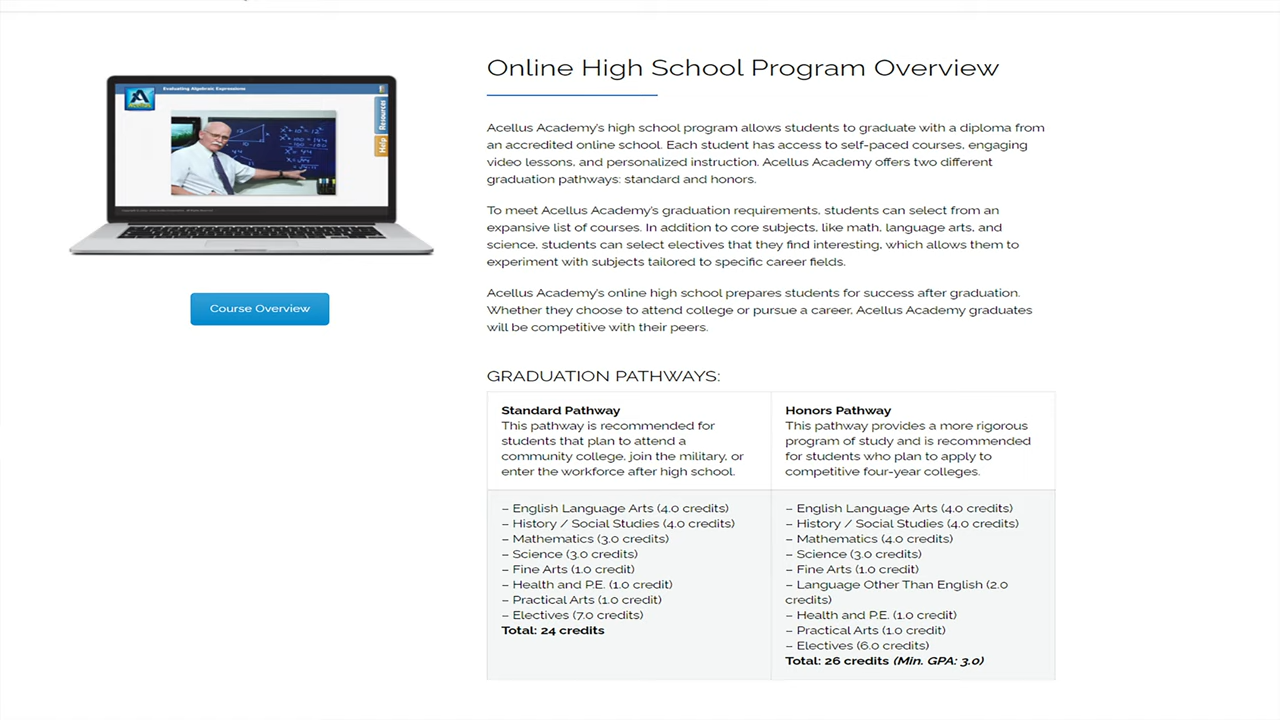 Evaluating Algebraic Expressions
Resources
Help
Course Overview
Online High School Program Overview
Acellus Academy's high school program allows students to graduate with a diploma from
an accredited online school. Each student has access to self-paced courses, engaging
video lessons, and personalized instruction. Acellus Academy offers two different
graduation pathways: standard and honors.
To meet Acellus Academy's graduation requirements, students can select from an
expansive list of courses. In addition to core subjects, like math, language arts, and
science, students can select electives that they find interesting, which allows them to
experiment with subjects tailored to specific career fields.
Acellus Academy's online high school prepares students for success after graduation.
Whether they choose to attend college or pursue a career, Acellus Academy graduates
will be competitive with their peers.
GRADUATION PATHWAYS:
Standard Pathway
This pathway is recommended for
students that plan to attend a
community college, join the military, or
enter the workforce after high school.
– English Language Arts (4.0 credits)
– History / Social Studies (4.0 credits)
– Mathematics (3.0 credits)
– Science (3.0 credits)
– Fine Arts (1.0 credit)
– Health and P.E. (1.0 credit)
– Practical Arts (1.0 credit)
– Electives (7.0 credits)
Total: 24 credits
Honors Pathway
This pathway provides a more rigorous
program of study and is recommended
for students who plan to apply to
competitive four-year colleges.
– English Language Arts (4.0 credits)
– History / Social Studies (4.0 credits)
– Mathematics (4.0 credits)
– Science (3.0 credits)
– Fine Arts (1.0 credit)
– Language Other Than English (2.0
credits)
– Health and P.E. (1.0 credit)
– Practical Arts (1.0 credit)
– Electives (6.0 credits)
Total: 26 credits (Min. GPA: 3.0)